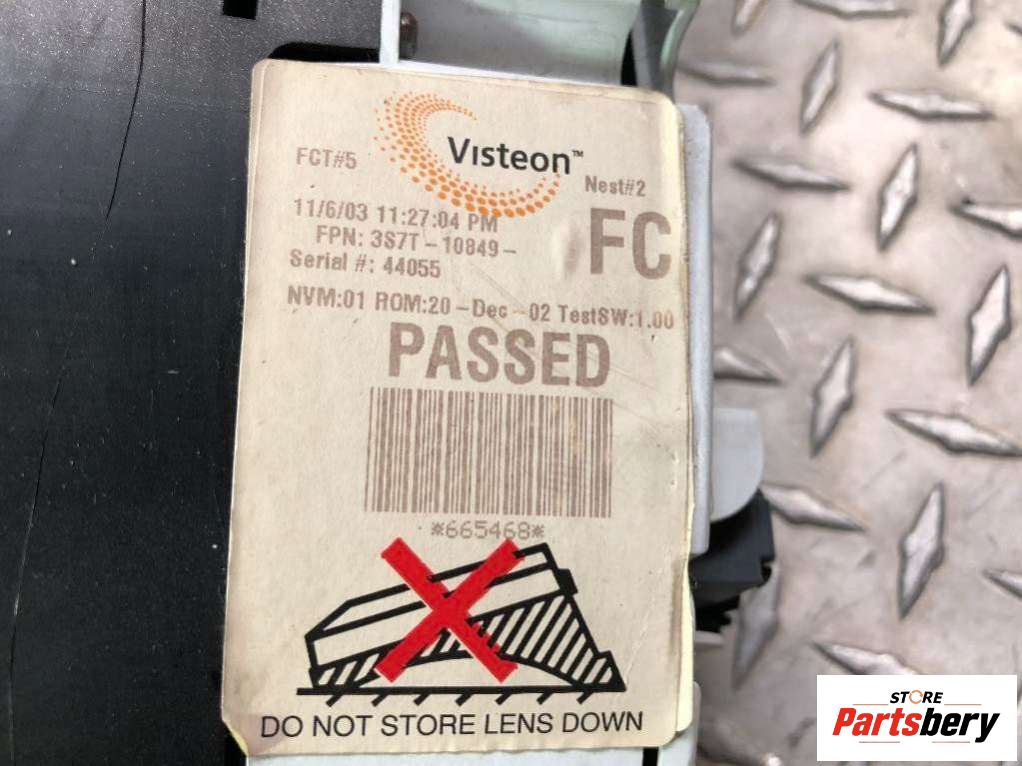 Visteon™
FCT#5
Nest#2
11/6/03 11:27:04 PM
FC
FPN: 3S7T-10849-
Serial #: 44055
NVM:01 ROM:20-Dec-02 TestSW:1.00
PASSED
*665468*
DO NOT STORE LENS DOWN
STORE
Partsbery